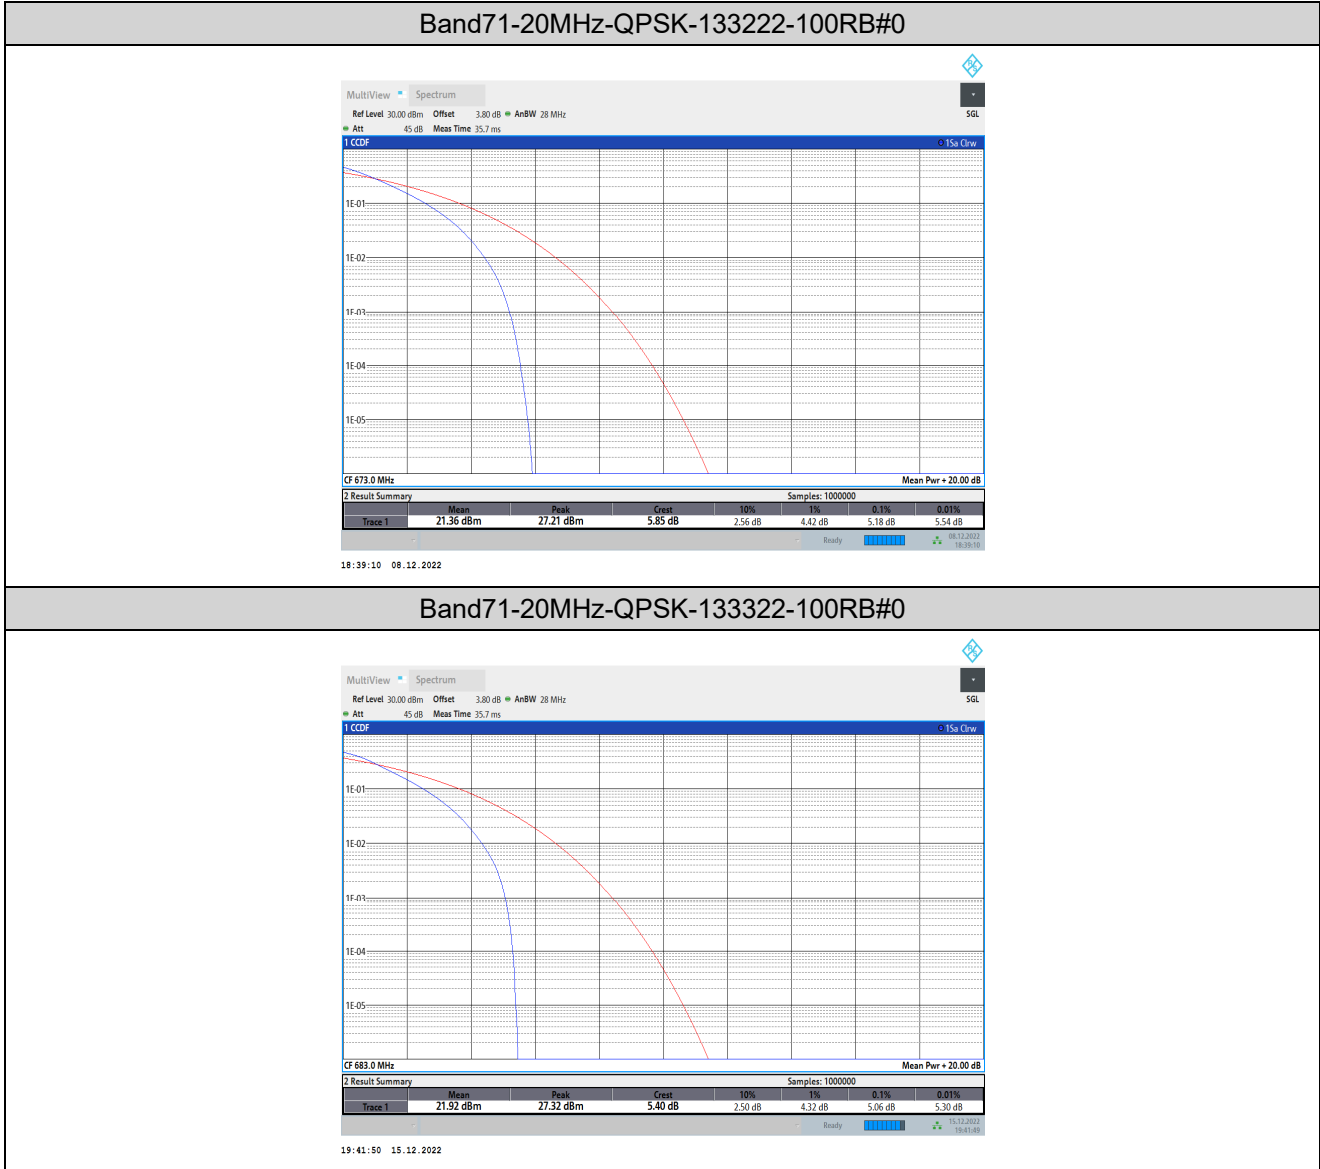 Band71-20MHz-QPSK-133222-100RB#0
MultiView Spectrum
Ref Level 30.00 dBm Offset 3.80 dB AnBW 28 MHz SGL
Att 45 dB Meas Time 35.7 ms
1 CCDF 1Sa Clrw
1E-01
1E-02
1E-03
1E-04
1E-05
CF 673.0 MHz Mean Pwr + 20.00 dB
2 Result Summary Samples: 1000000
Mean Peak Crest 10% 1% 0.1% 0.01%
Trace 1 21.36 dBm 27.21 dBm 5.85 dB 2.56 dB 4.42 dB 5.18 dB 5.54 dB
Ready 08.12.2022
18:39:10
18:39:10 08.12.2022
Band71-20MHz-QPSK-133322-100RB#0
MultiView Spectrum
Ref Level 30.00 dBm Offset 3.80 dB AnBW 28 MHz SGL
Att 45 dB Meas Time 35.7 ms
1 CCDF 1Sa Clrw
1E-01
1E-02
1E-03
1E-04
1E-05
CF 683.0 MHz Mean Pwr + 20.00 dB
2 Result Summary Samples: 1000000
Mean Peak Crest 10% 1% 0.1% 0.01%
Trace 1 21.92 dBm 27.32 dBm 5.40 dB 2.50 dB 4.32 dB 5.06 dB 5.30 dB
Ready 15.12.2022
19:41:49
19:41:50 15.12.2022